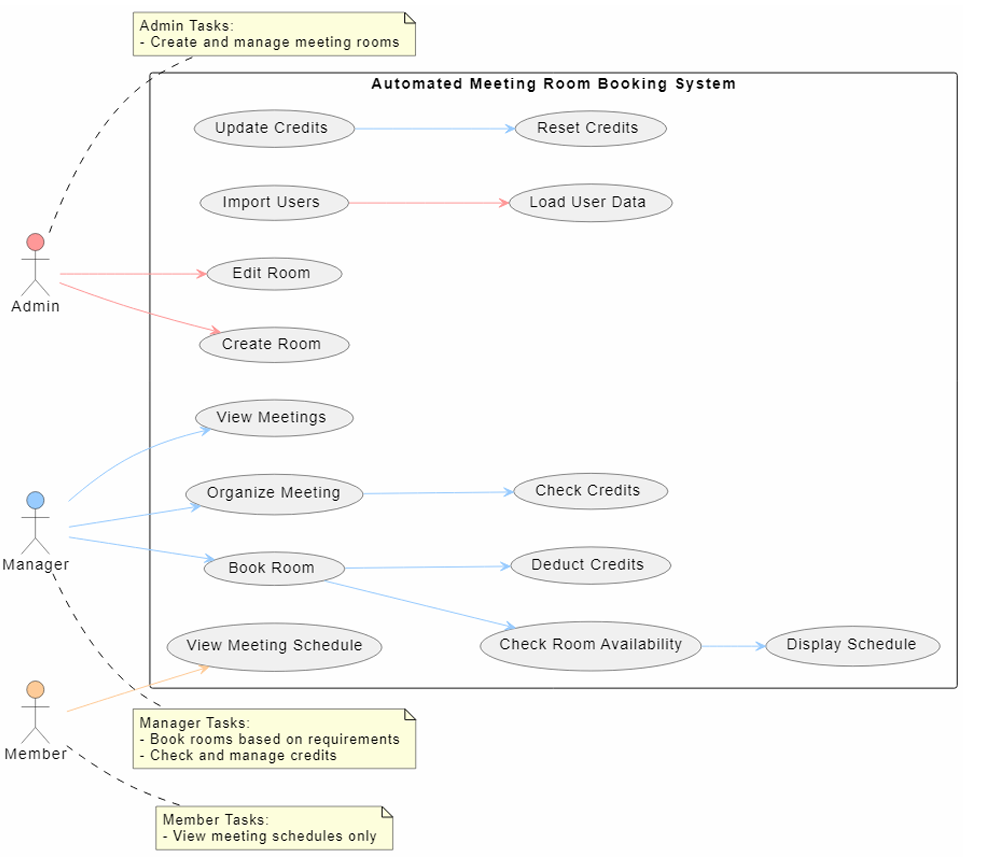 Admin Tasks:
- Create and manage meeting rooms
Automated Meeting Room Booking System
Update Credits
Reset Credits
Import Users
Load User Data
Edit Room
Admin
Create Room
View Meetings
Organize Meeting
Check Credits
Manager
Book Room
Deduct Credits
View Meeting Schedule
Check Room Availability
Display Schedule
Member
Manager Tasks:
- Book rooms based on requirements
- Check and manage credits
Member Tasks:
- View meeting schedules only